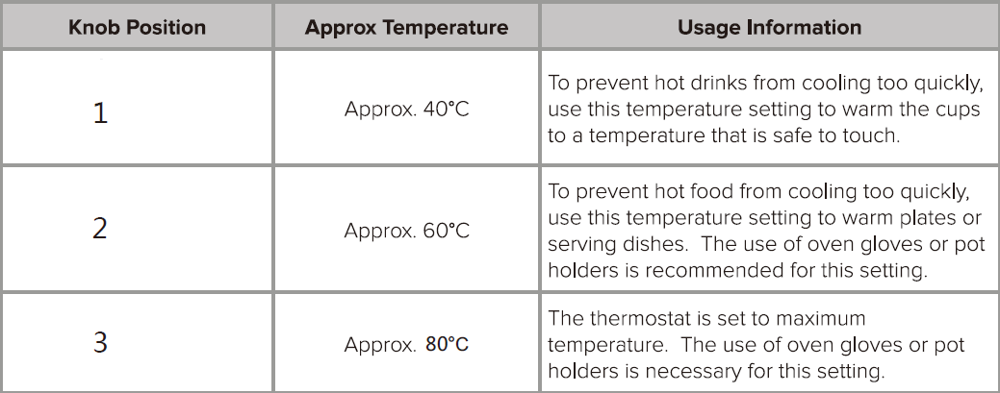 Knob Position Approx Temperature Usage Information
1 Approx. 40°C To prevent hot drinks from cooling too quickly,
use this temperature setting to warm the cups
to a temperature that is safe to touch.
2 Approx. 60°C To prevent hot food from cooling too quickly,
use this temperature setting to warm plates or
serving dishes.  The use of oven gloves or pot
holders is recommended for this setting.
3 Approx. 80°C The thermostat is set to maximum
temperature.  The use of oven gloves or pot
holders is necessary for this setting.